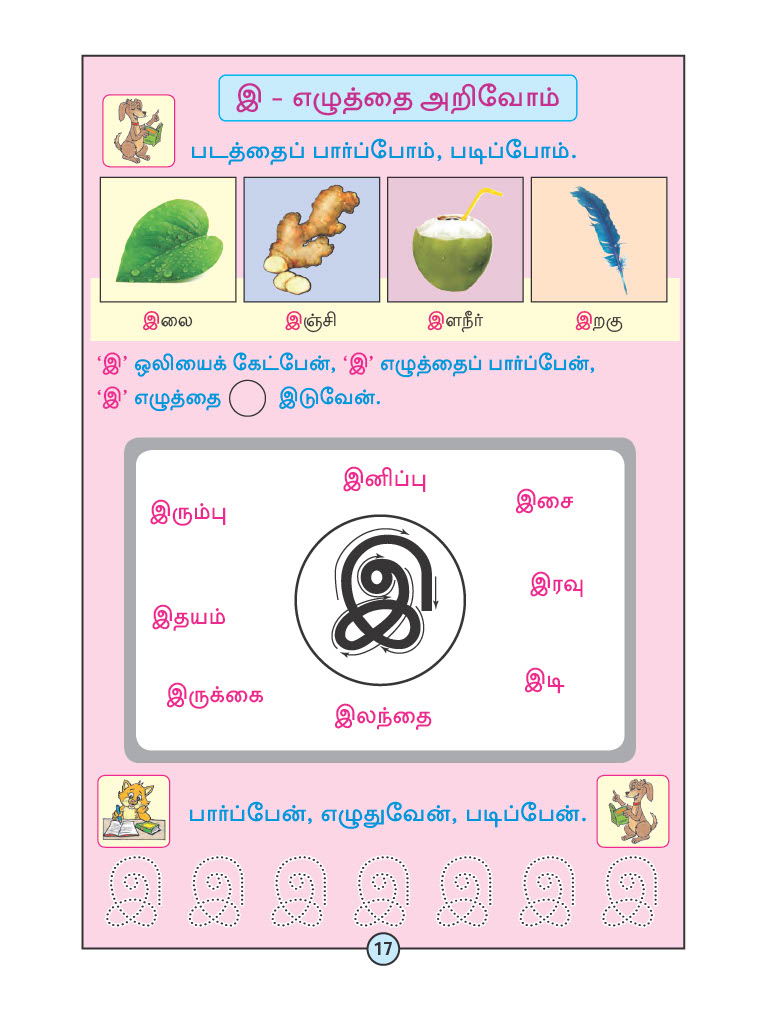 இ – எழுத்தை அறிவோம்
படத்தைப் பார்ப்போம், படிப்போம்.
இலை இஞ்சி இளநீர் இறகு
‘இ’ ஒலியைக் கேட்பேன், ‘இ’ எழுத்தைப் பார்ப்பேன்,
‘இ’ எழுத்தை இடுவேன்.
இனிப்பு
இரும்பு
இசை
இ
இரவு
இதயம்
இருக்கை
இடி
இலந்தை
பார்ப்பேன், எழுதுவேன், படிப்பேன்.
இ இ இ இ இ இ இ
17